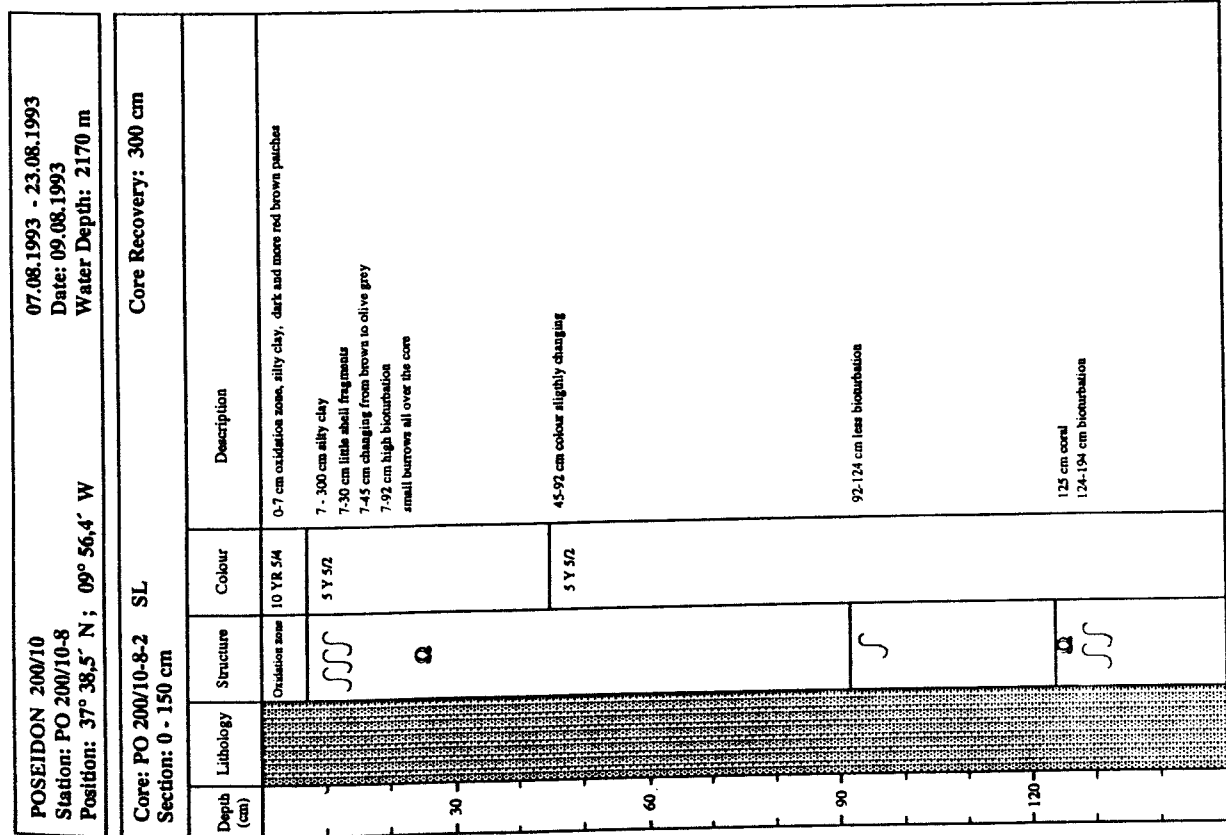 POSEIDON 200/10
07.08.1993 - 23.08.1993
Station: PO 200/10-8
Date: 09.08.1993
Position: 37° 38,5´ N ; 09° 56,4´ W
Water Depth: 2170 m
Core: PO 200/10-8-2 SL
Core Recovery: 300 cm
Section: 0 - 150 cm
Depth
(cm)
Lithology
Structure
Colour
Description
Oxidation zone
10 YR 5/4
0-7 cm oxidation zone, silty clay, dark and more red brown patches
5 Y 5/2
7 - 300 cm silty clay
7-30 cm little shell fragments
7-45 cm changing from brown to olive grey
7-92 cm high bioturbation
small burrows all over the core
30
5 Y 5/2
45-92 cm colour sligthly changing
60
90
92-124 cm less bioturbation
120
125 cm coral
124-194 cm bioturbation